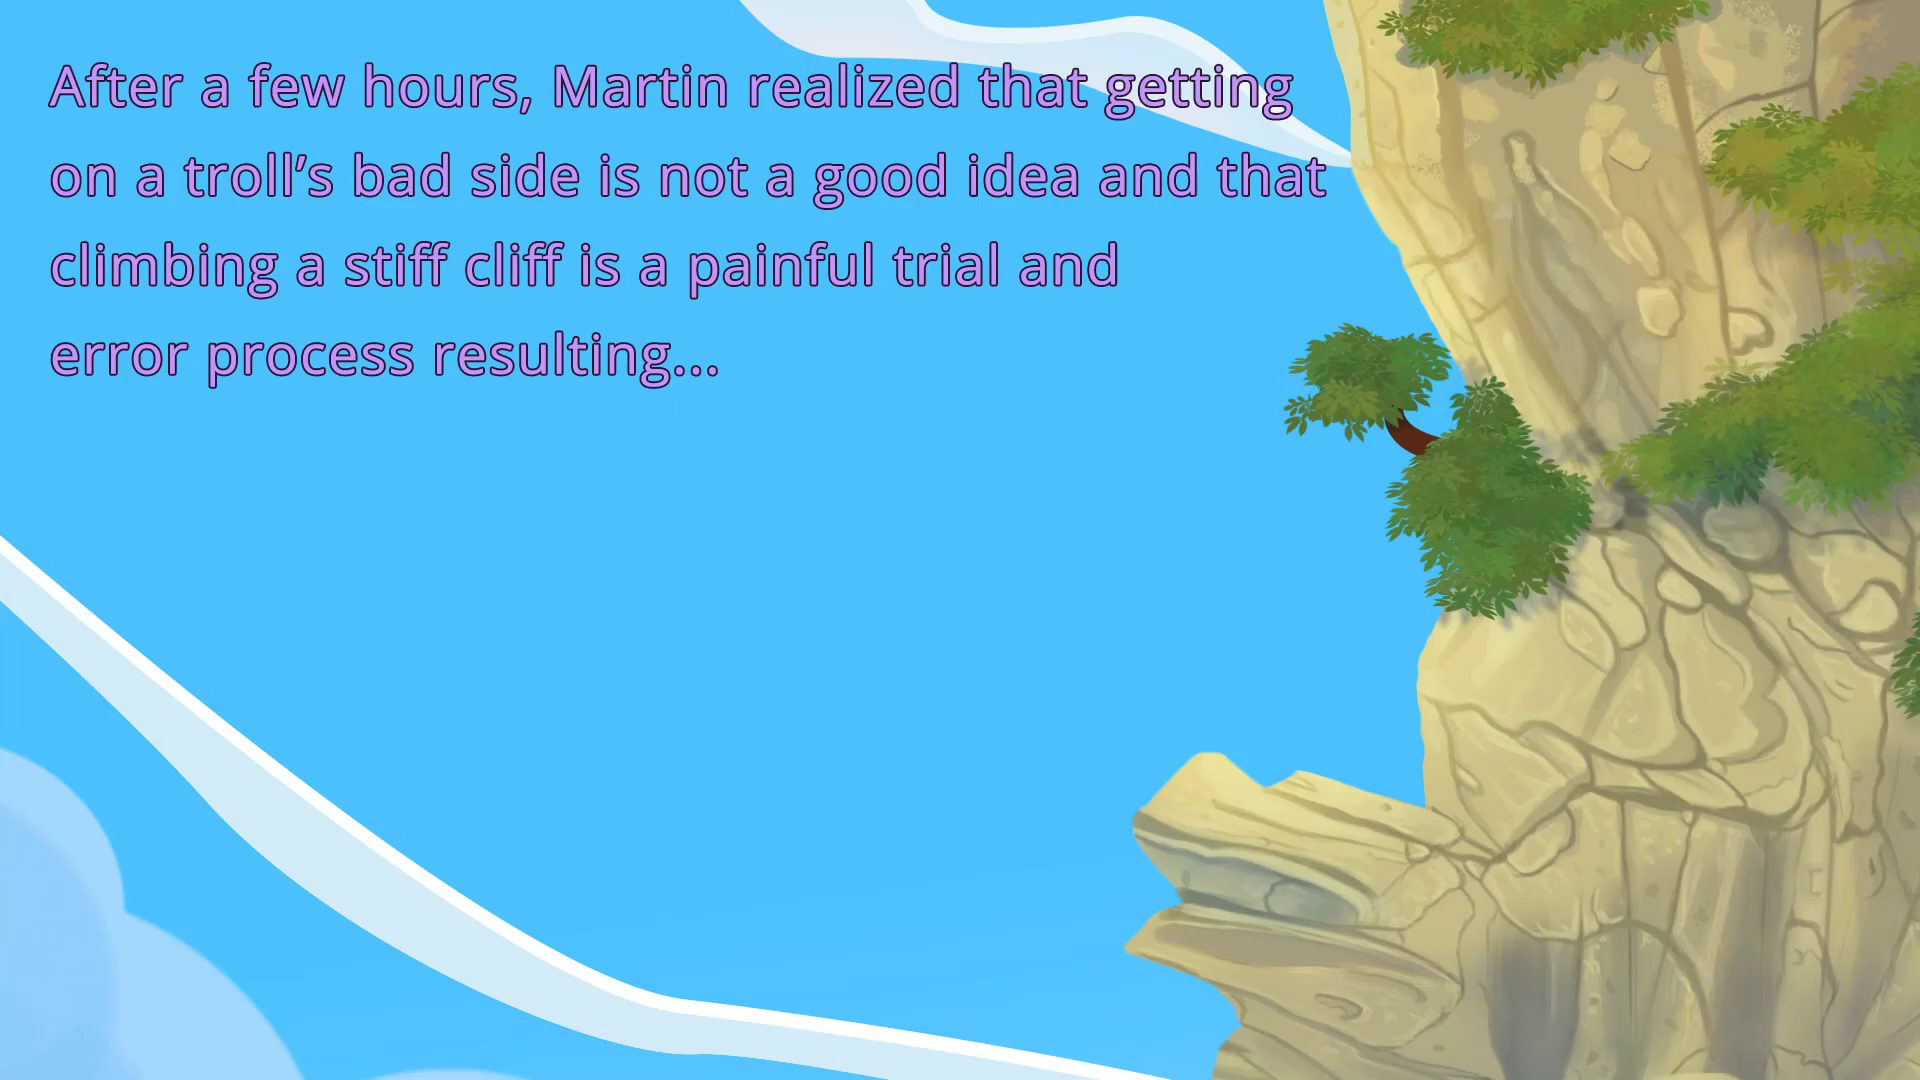 After a few hours, Martin realized that getting
on a troll’s bad side is not a good idea and that
climbing a stiff cliff is a painful trial and
error process resulting...